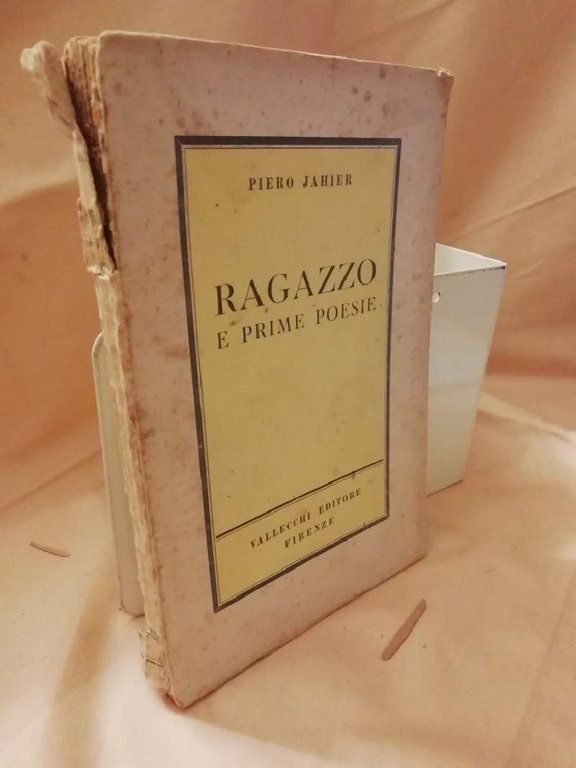 PIERO JAHIER
RAGAZZO
E PRIME POESIE
VALLECCHI EDITORE
FIRENZE